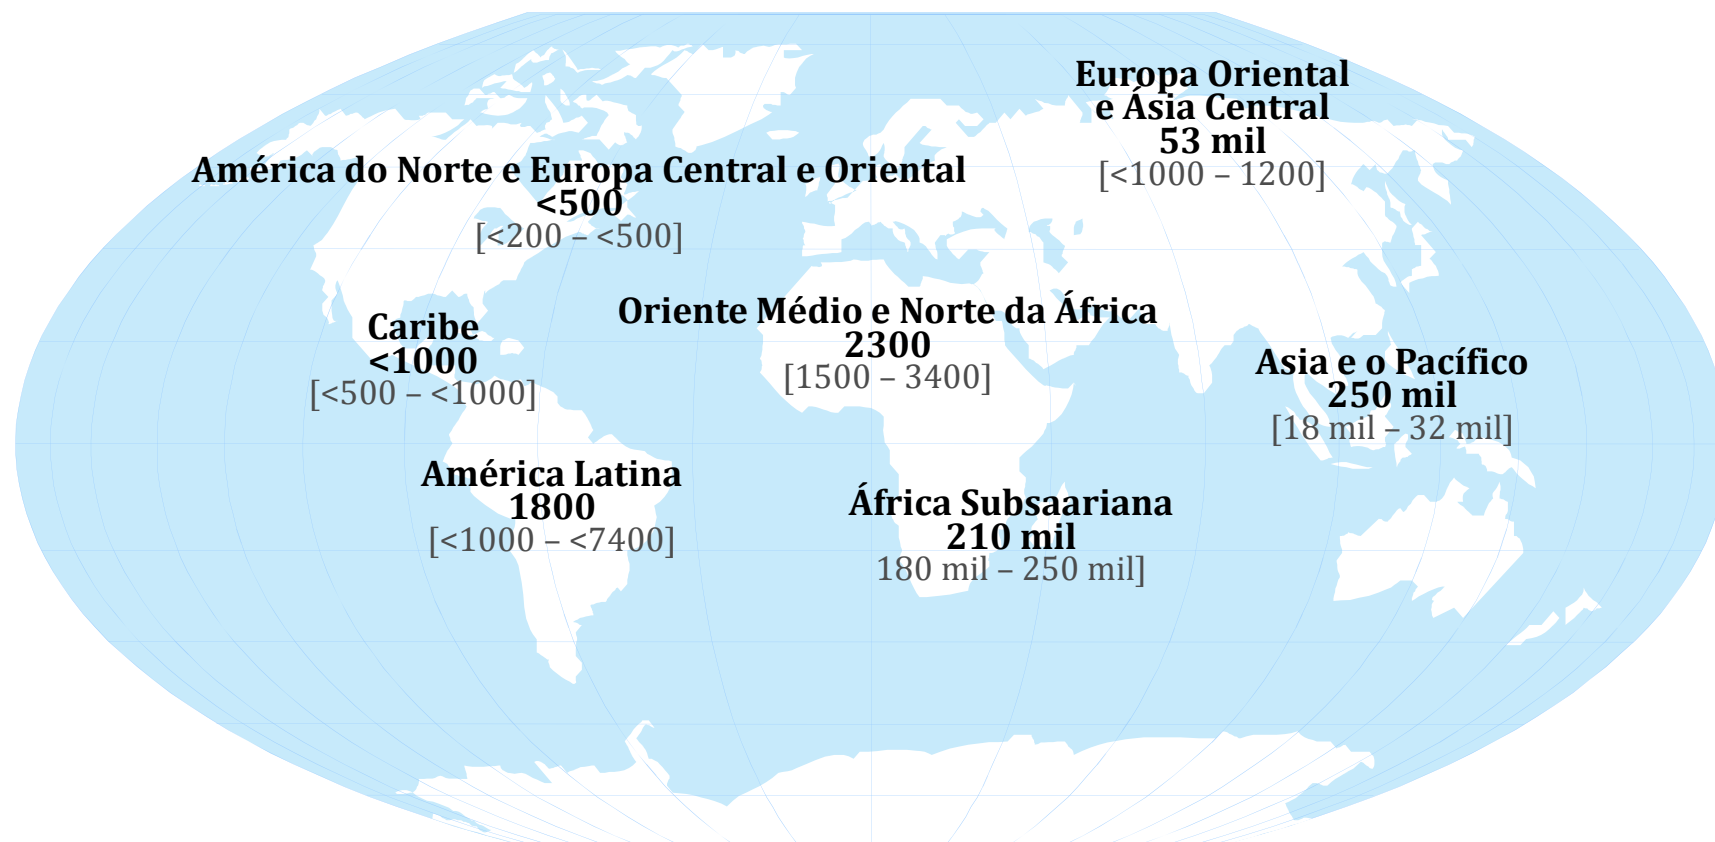 Europa Oriental
e Ásia Central
53 mil
[<1000 – 1200]
América do Norte e Europa Central e Oriental
<500
[<200 – <500]
Oriente Médio e Norte da África
2300
[1500 – 3400]
Caribe
<1000
[<500 – <1000]
Asia e o Pacífico
250 mil
[18 mil – 32 mil]
América Latina
1800
[<1000 – <7400]
África Subsaariana
210 mil
180 mil – 250 mil]